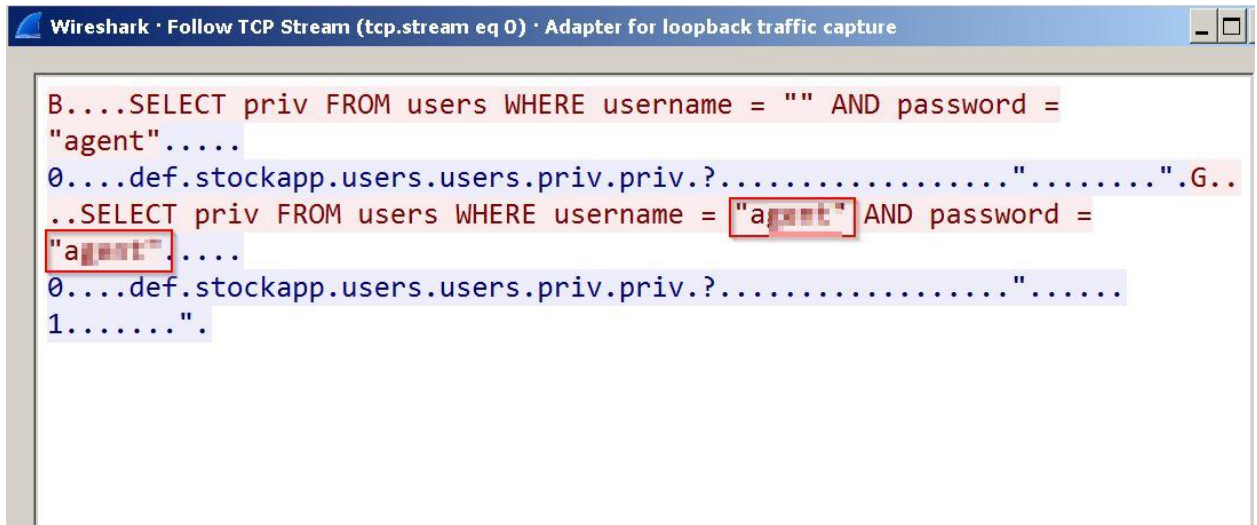 Wireshark · Follow TCP Stream (tcp.stream eq 0) · Adapter for loopback traffic capture
B....SELECT priv FROM users WHERE username = "" AND password =
"agent".....
0....def.stockapp.users.users.priv.priv.?.................."........".G..
..SELECT priv FROM users WHERE username = AND password =
.....
0....def.stockapp.users.users.priv.priv.?.................."......
1.......".